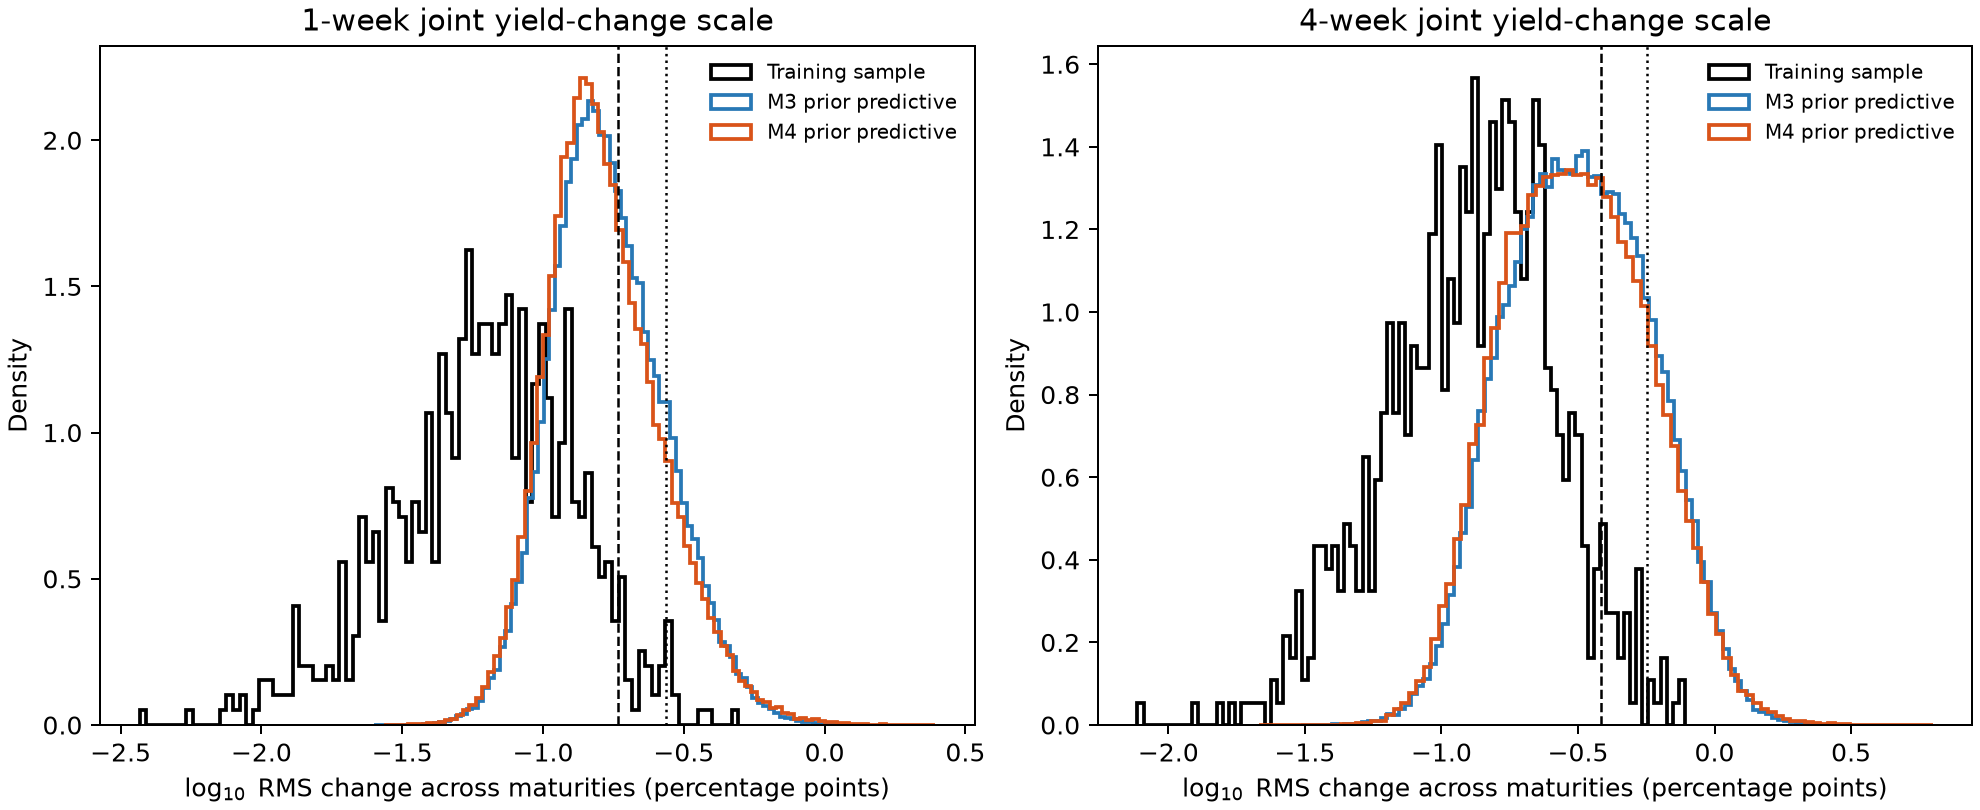 1-week joint yield-change scale
Training sample
M3 prior predictive
M4 prior predictive
Density
0.0
0.5
1.0
1.5
2.0
−2.5
−2.0
−1.5
−1.0
−0.5
0.0
0.5
log₁₀ RMS change across maturities (percentage points)
4-week joint yield-change scale
Training sample
M3 prior predictive
M4 prior predictive
Density
0.0
0.2
0.4
0.6
0.8
1.0
1.2
1.4
1.6
−2.0
−1.5
−1.0
−0.5
0.0
0.5
log₁₀ RMS change across maturities (percentage points)